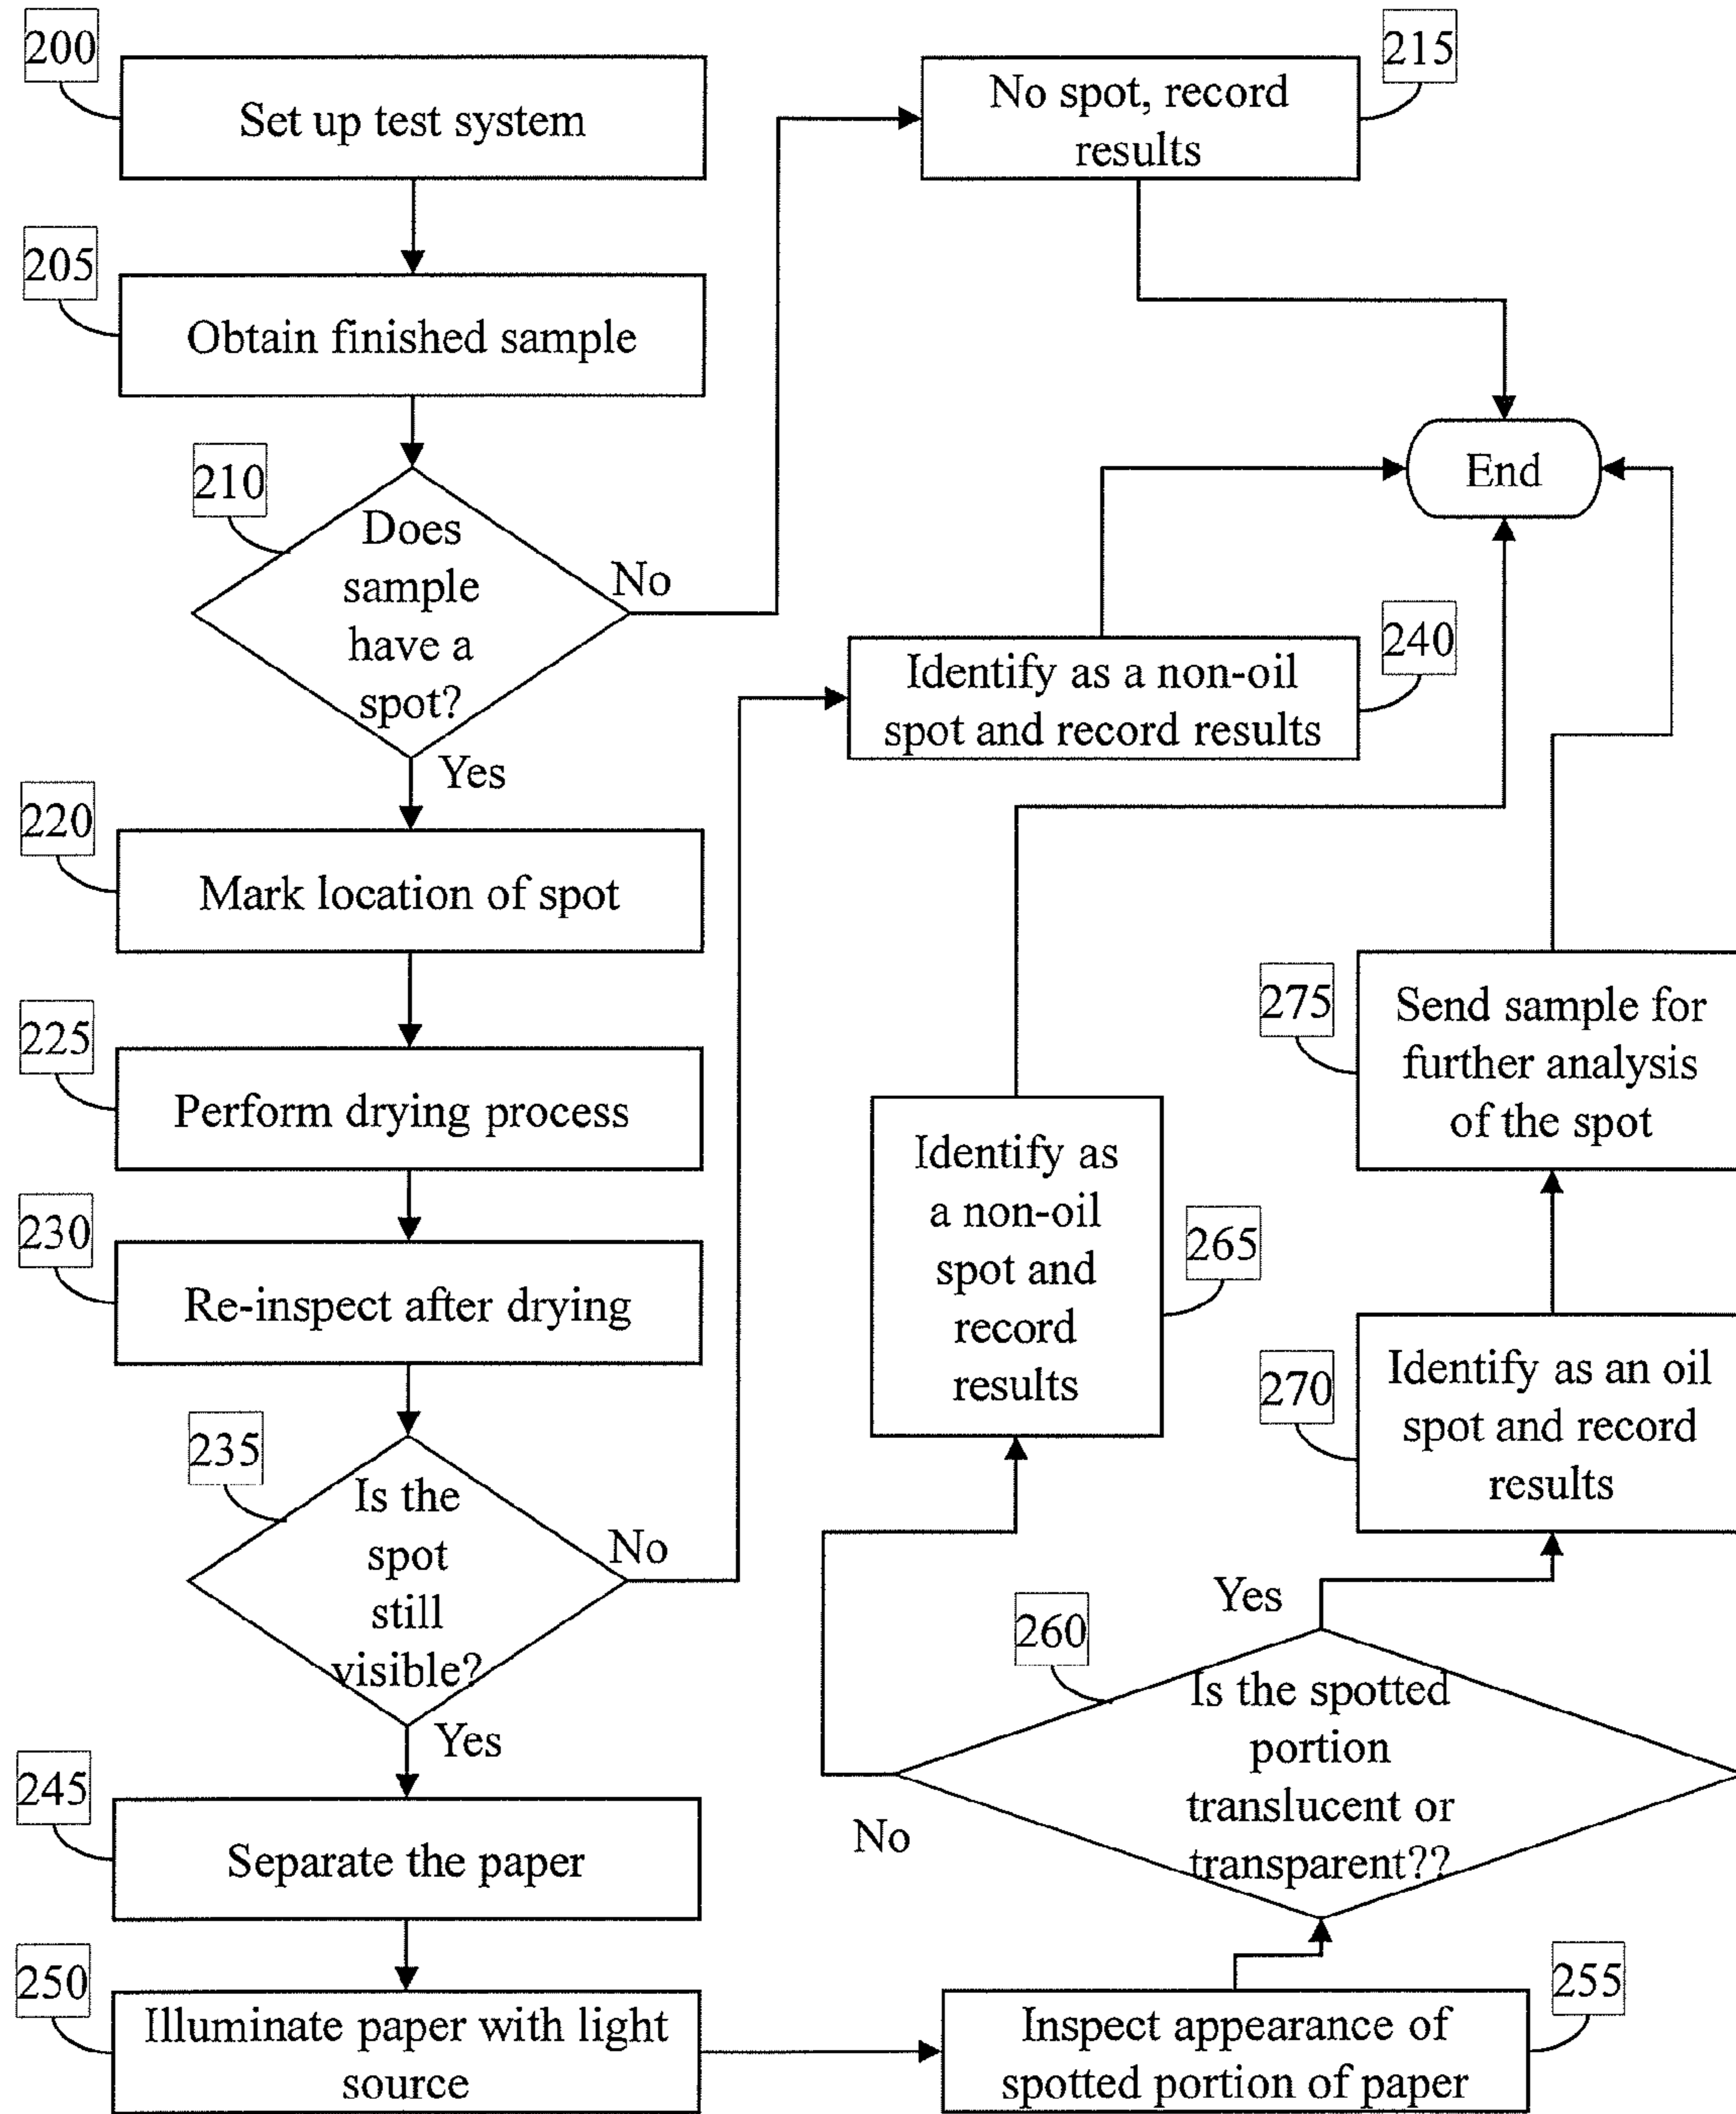 200
Set up test system
205
Obtain finished sample
210
Does
sample
have a
spot?
No
Yes
215
No spot, record
results
End
220
Mark location of spot
225
Perform drying process
230
Re-inspect after drying
235
Is the
spot
still
visible?
No
Yes
240
Identify as a non-oil
spot and record results
245
Separate the paper
250
Illuminate paper with light
source
255
Inspect appearance of
spotted portion of paper
260
Is the spotted
portion
translucent or
transparent??
No
Yes
265
Identify as
a non-oil
spot and
record
results
270
Identify as an oil
spot and record
results
275
Send sample for
further analysis
of the spot